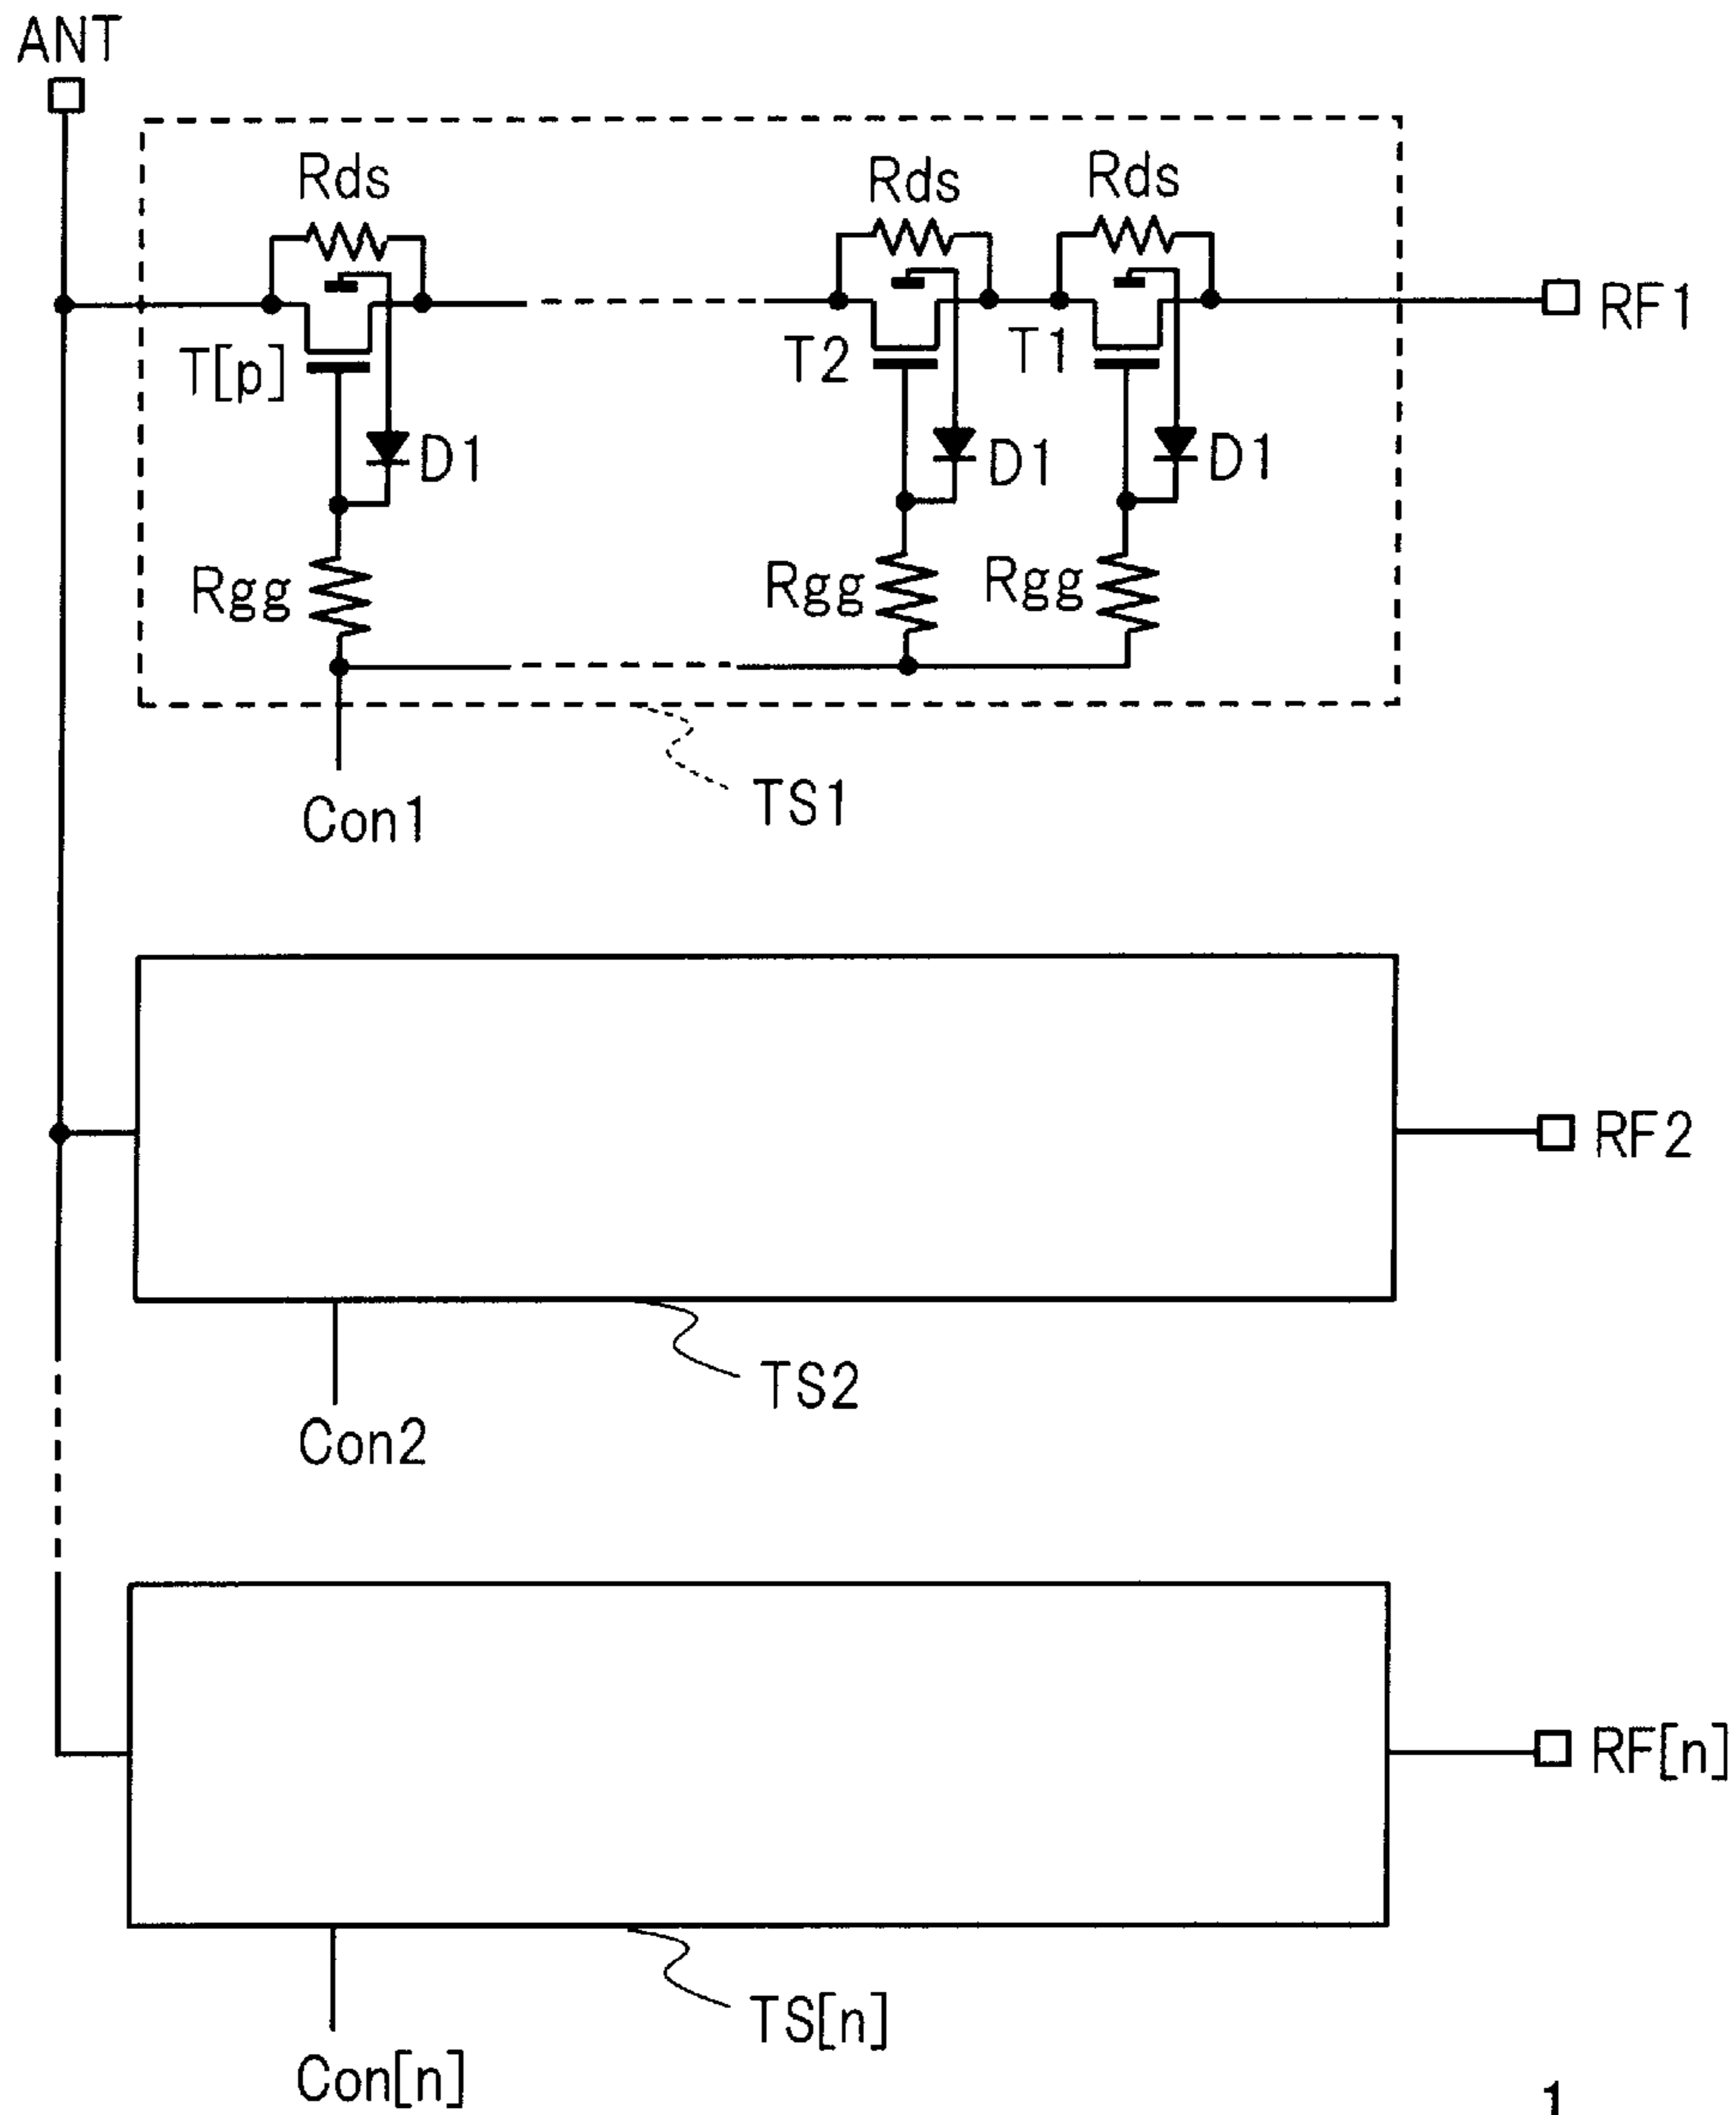 ANT
Rds
Rds
Rds
RF1
T[p]
T2
T1
D1
D1
D1
Rgg
Rgg
Rgg
Con1
TS1
RF2
TS2
Con2
RF[n]
TS[n]
Con[n]
1